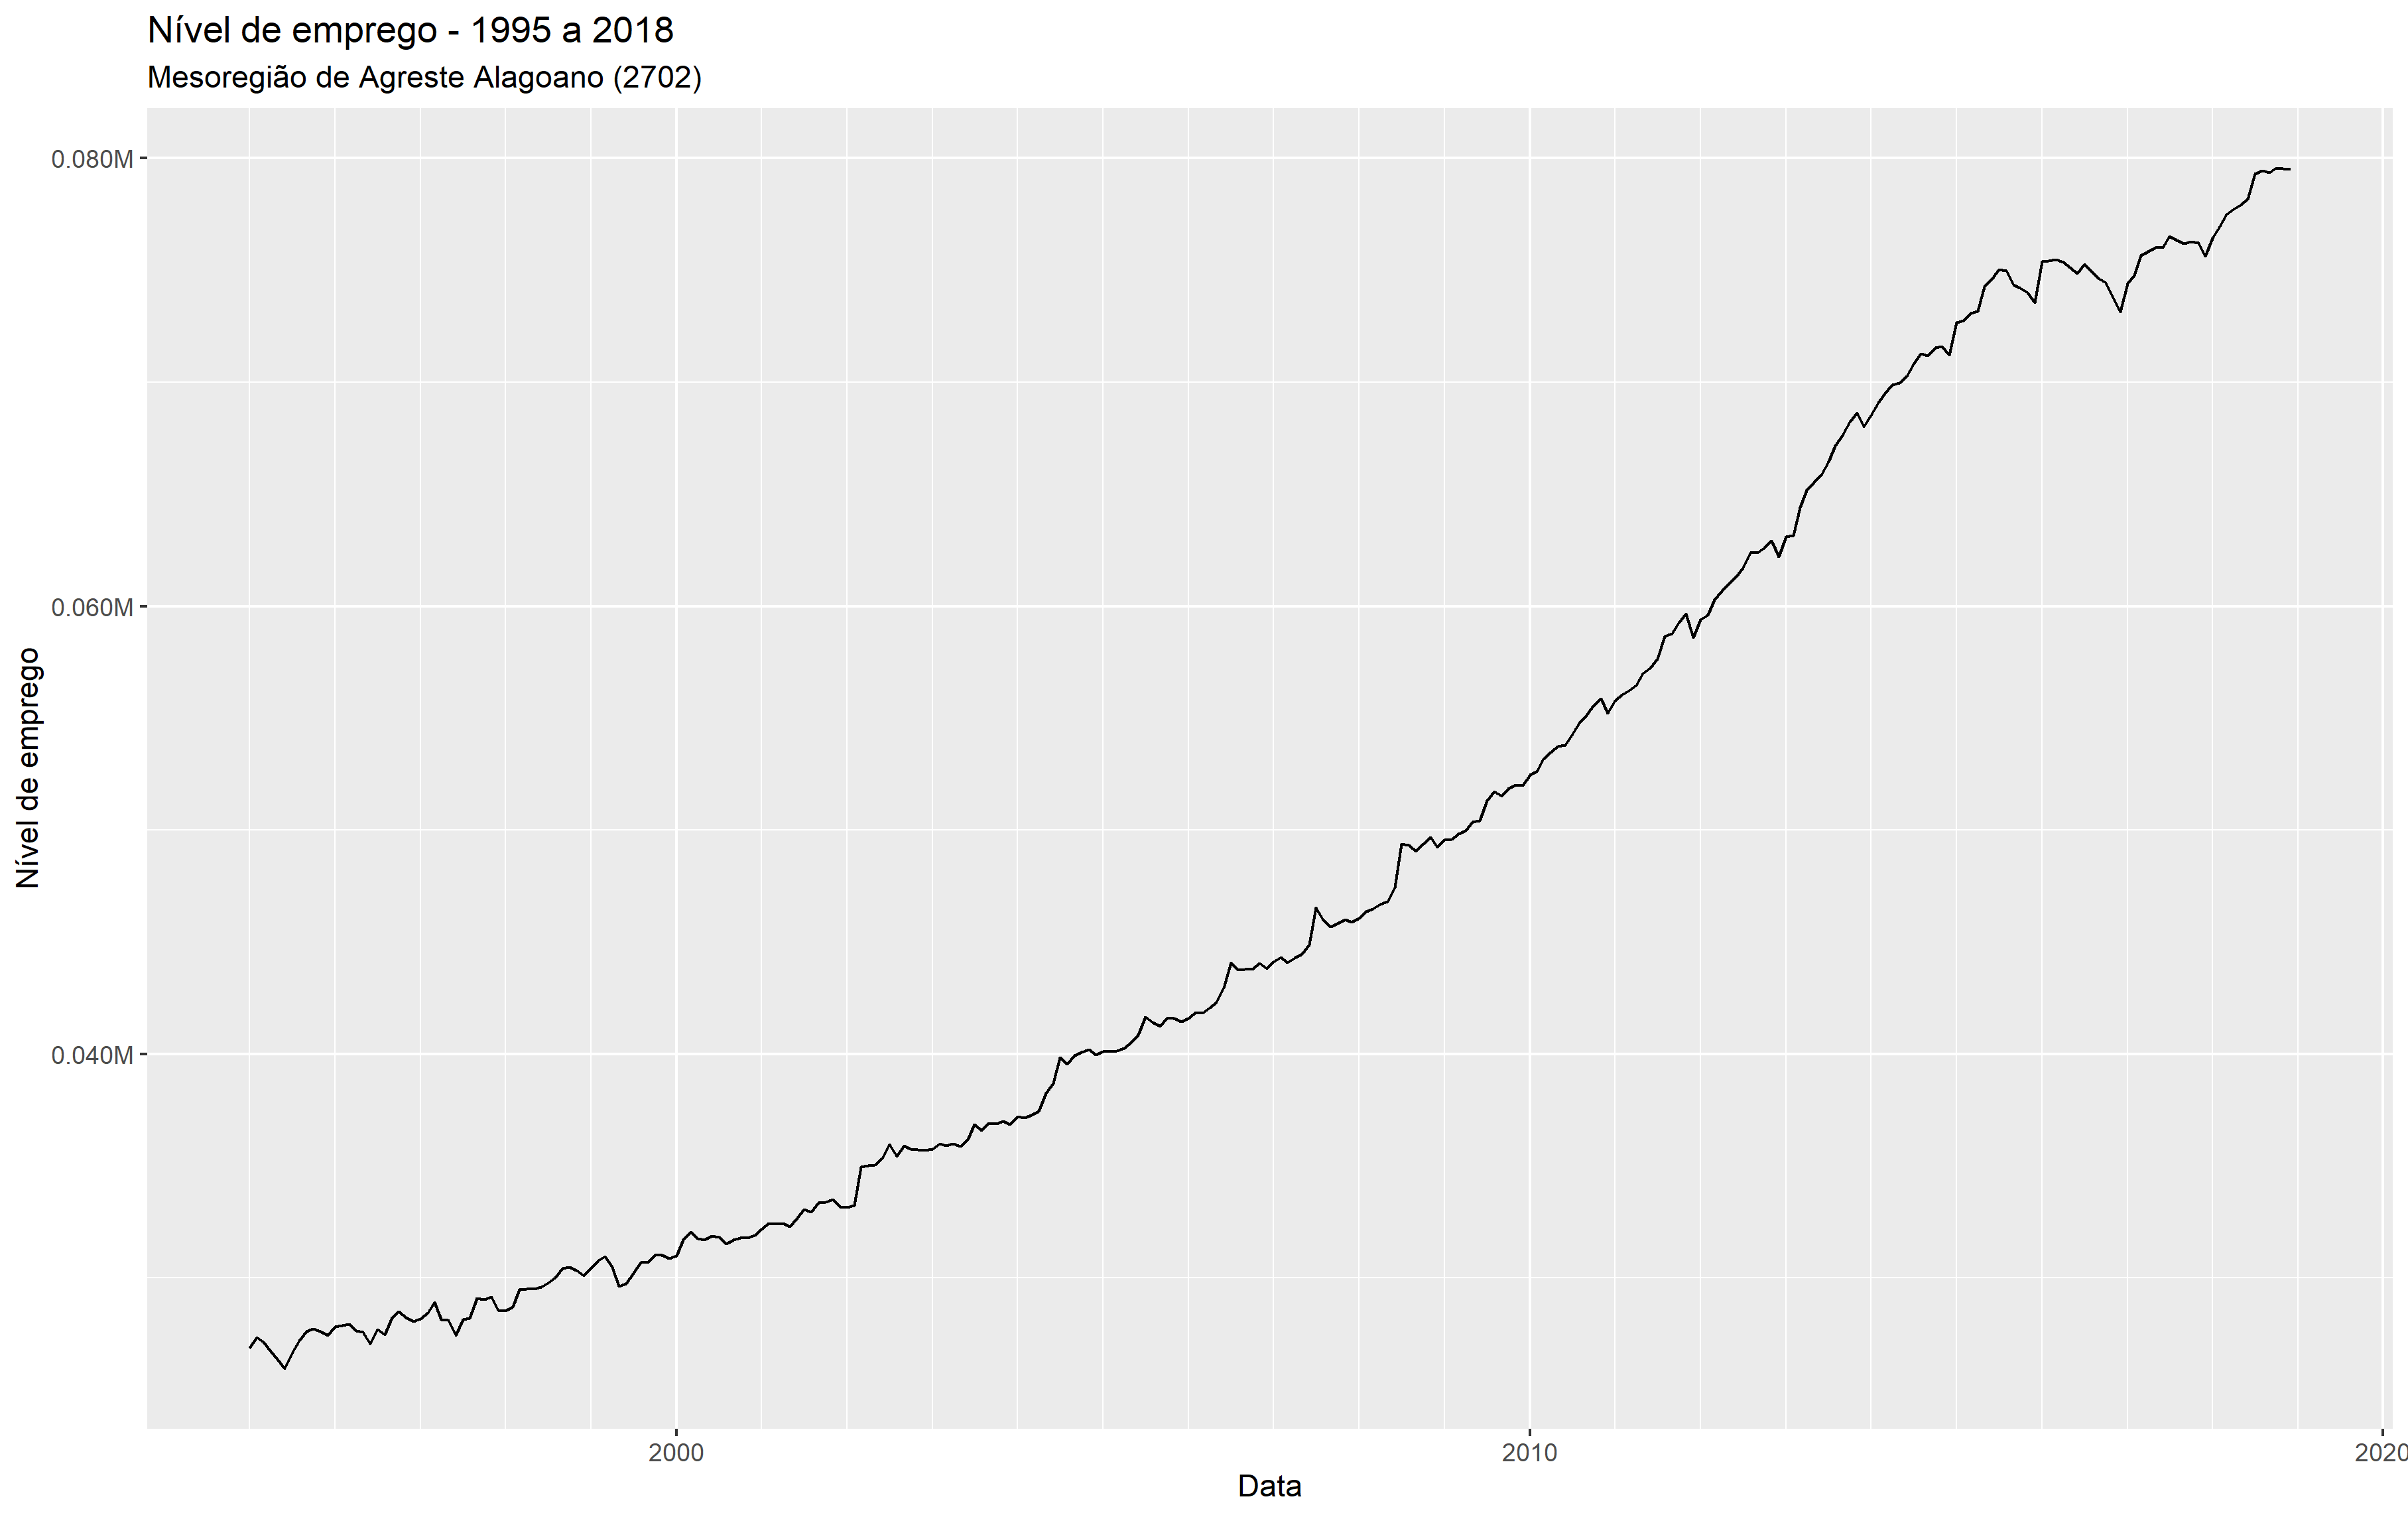 Nível de emprego - 1995 a 2018
Mesoregião de Agreste Alagoano (2702)
Nível de emprego
0.080M
0.060M
0.040M
2000
2010
2020
Data